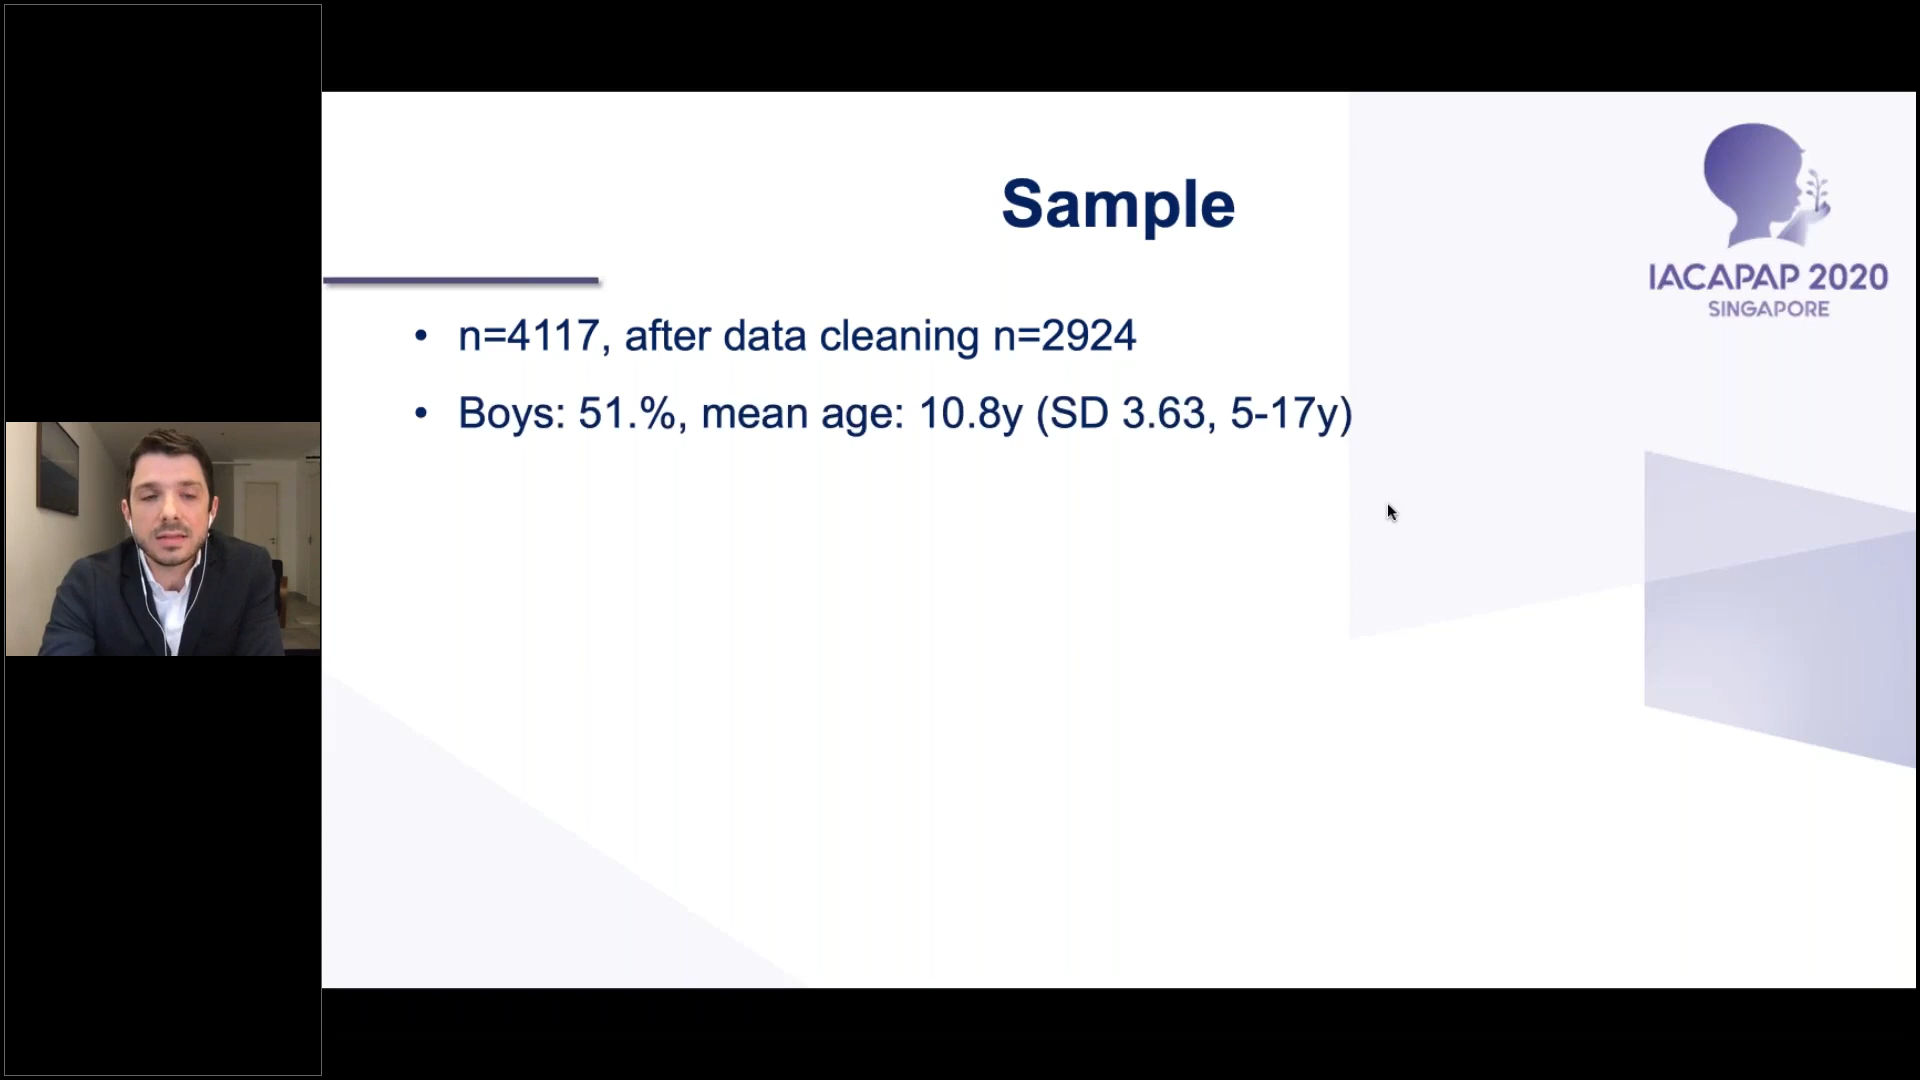 Sample
IACAPAP 2020
SINGAPORE
• n=4117, after data cleaning n=2924
• Boys: 51.%, mean age: 10.8y (SD 3.63, 5-17y)